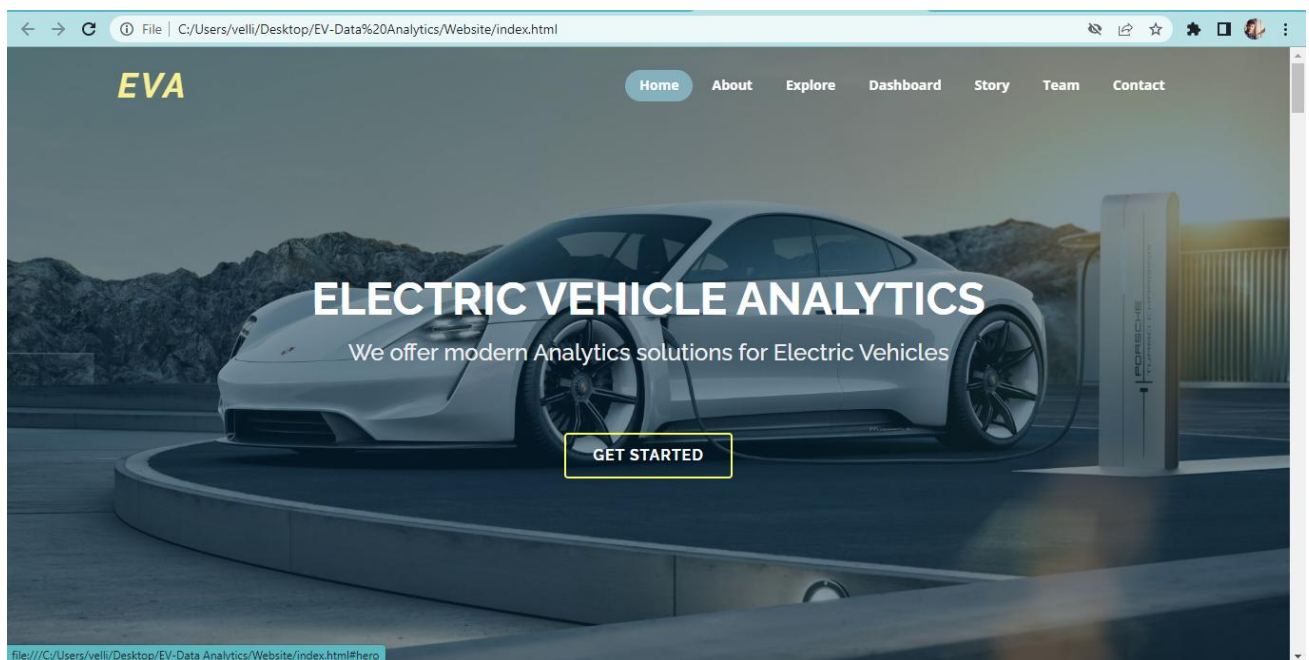 File | C:/Users/velli/Desktop/EV-Data%20Analytics/Website/index.html
EVA
Home About Explore Dashboard Story Team Contact
ELECTRIC VEHICLE ANALYTICS
We offer modern Analytics solutions for Electric Vehicles
PORSCHE
GET STARTED
file:///C:/Users/velli/Desktop/EV-Data Analytics/Website/index.html#hero